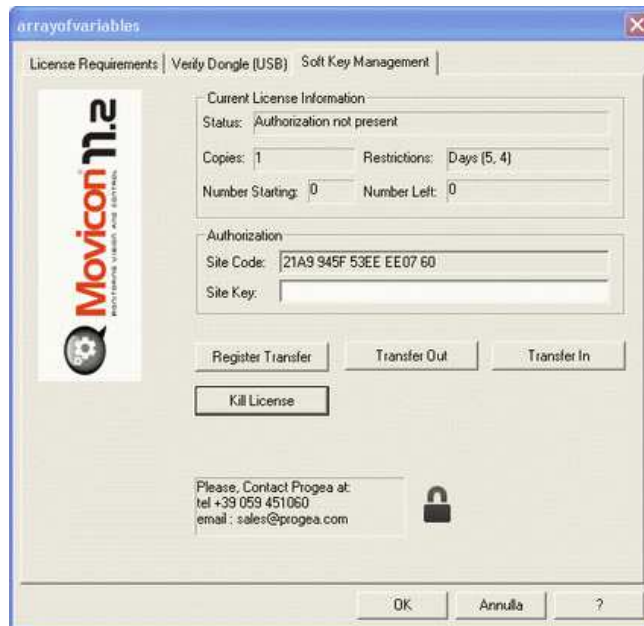 arrayofvariables
License Requirements Verify Dongle (USB) Soft Key Management
Current License Information
Status: Authorization not present
Copies: 1 Restrictions: Days (5, 4)
Number Starting: 0 Number Left: 0
Authorization
Site Code: 21A9 945F 53EE EE07 60
Site Key:
Register Transfer Transfer Out Transfer In
Kill License
Please, Contact Progea at:
tel +39 059 451060
email : sales@progea.com
OK Annulla ?
Movicon 11.2
MONITORING VISION AND CONTROL